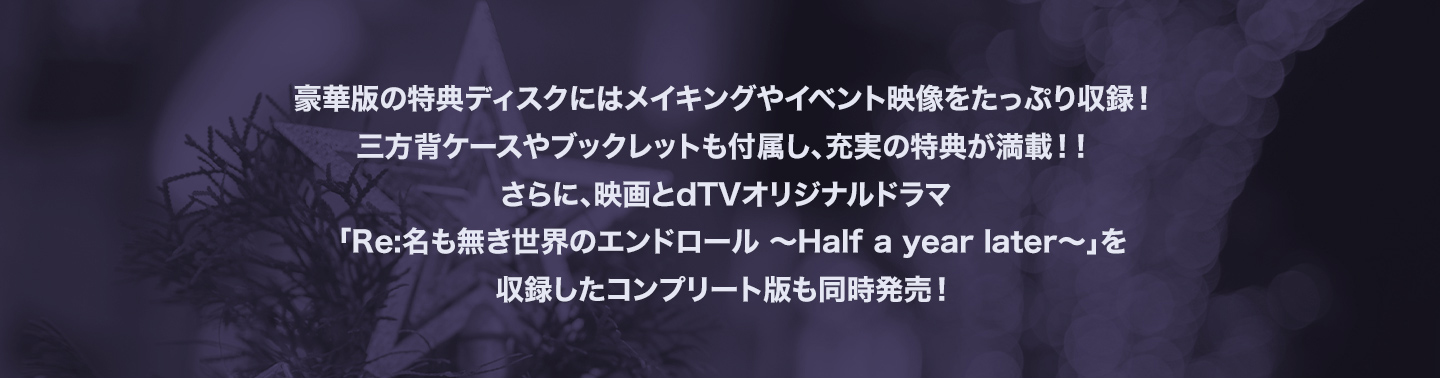 豪華版の特典ディスクにはメイキングやイベント映像をたっぷり収録！
三方背ケースやブックレットも付属し、充実の特典が満載！！
さらに、映画とdTVオリジナルドラマ
「Re:名も無き世界のエンドロール ～Half a year later～」を
収録したコンプリート版も同時発売！